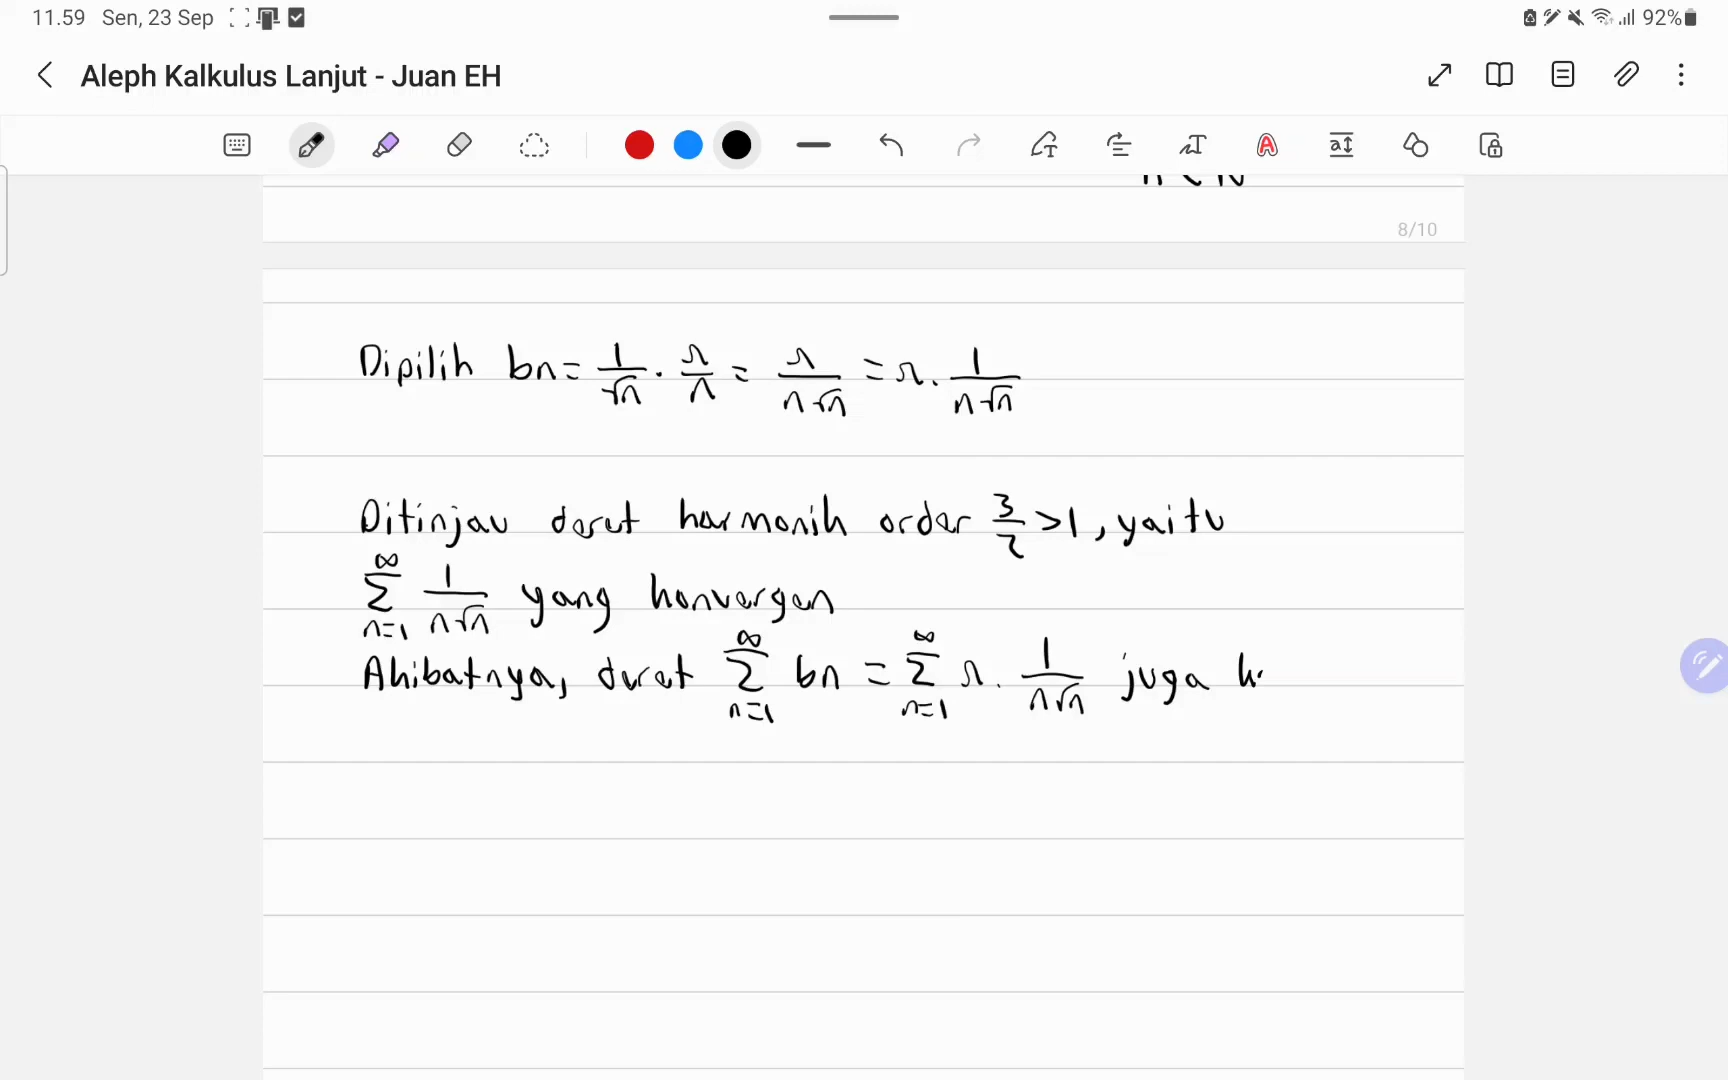 11.59 Sen, 23 Sep 92%
Aleph Kalkulus Lanjut - Juan EH
n ∈ N
8/10
Dipilih bn = 1/√n · π/n = π/(n√n) = π · 1/(n√n)
Ditinjau deret harmonik order 3/2 > 1, yaitu
∑_{n=1}^{∞} 1/(n√n) yang konvergen
Akibatnya, deret ∑_{n=1}^{∞} bn = ∑_{n=1}^{∞} π · 1/(n√n) juga k